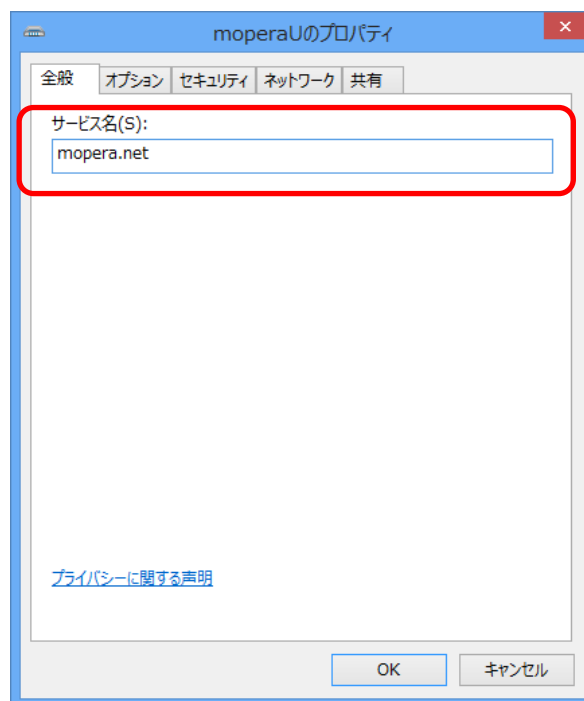 moperaUのプロパティ
全般 オプション セキュリティ ネットワーク 共有
サービス名(S):
mopera.net
プライバシーに関する声明
OK キャンセル